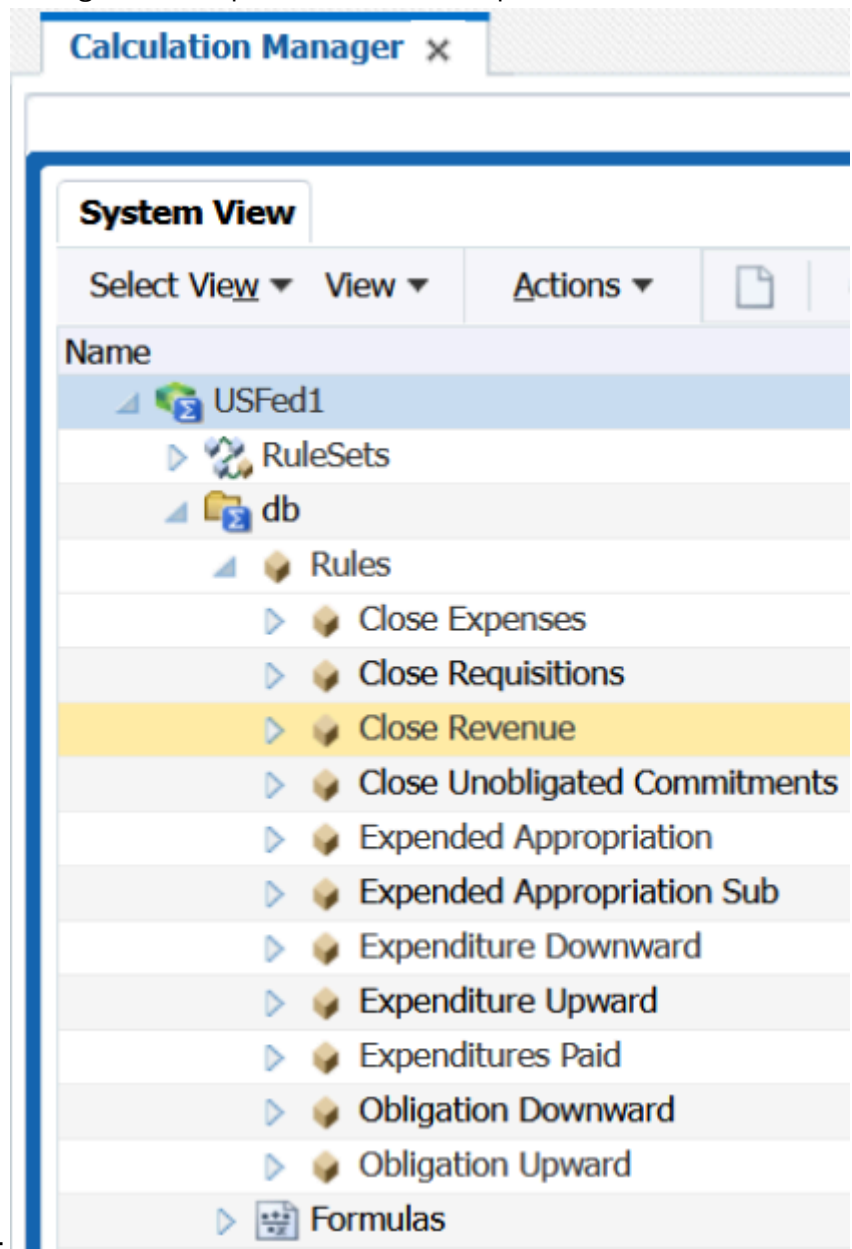 Calculation Manager ×
System View
Select View ▼ View ▼ Actions ▼
Name
USFed1
RuleSets
db
Rules
Close Expenses
Close Requisitions
Close Revenue
Close Unobligated Commitments
Expended Appropriation
Expended Appropriation Sub
Expenditure Downward
Expenditure Upward
Expenditures Paid
Obligation Downward
Obligation Upward
Formulas